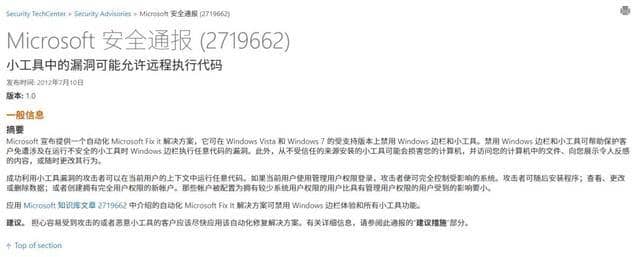 Security TechCenter > Security Advisories > Microsoft 安全通报 (2719662)
Microsoft 安全通报 (2719662)
小工具中的漏洞可能允许远程执行代码
发布时间: 2012年7月10日
版本: 1.0
一般信息
摘要
Microsoft 宣布提供一个自动化 Microsoft Fix it 解决方案，它可在 Windows Vista 和 Windows 7 的受支持版本上禁用 Windows 边栏和小工具。禁用 Windows 边栏和小工具可帮助保护客
户免遭涉及在运行不安全的小工具时 Windows 边栏执行任意代码的漏洞。此外，从不受信任的来源安装的小工具可能会损害您的计算机，并访问您的计算机中的文件、向您展示令人反感
的内容，或随时更改其行为。
成功利用小工具漏洞的攻击者可以在当前用户的上下文中运行任意代码。如果当前用户使用管理用户权限登录，攻击者便可完全控制受影响的系统。攻击者可随后安装程序；查看、更改
或删除数据；或者创建拥有完全用户权限的新帐户。那些帐户被配置为拥有较少系统用户权限的用户比具有管理用户权限的用户受到的影响要小。
应用 Microsoft 知识库文章 2719662 中介绍的自动化 Microsoft Fix It 解决方案可禁用 Windows 边栏体验和所有小工具功能。
建议。 担心容易受到攻击的或者恶意小工具的客户应该尽快应用该自动化修复解决方案。有关详细信息，请参阅此通报的“建议措施”部分。
Top of section